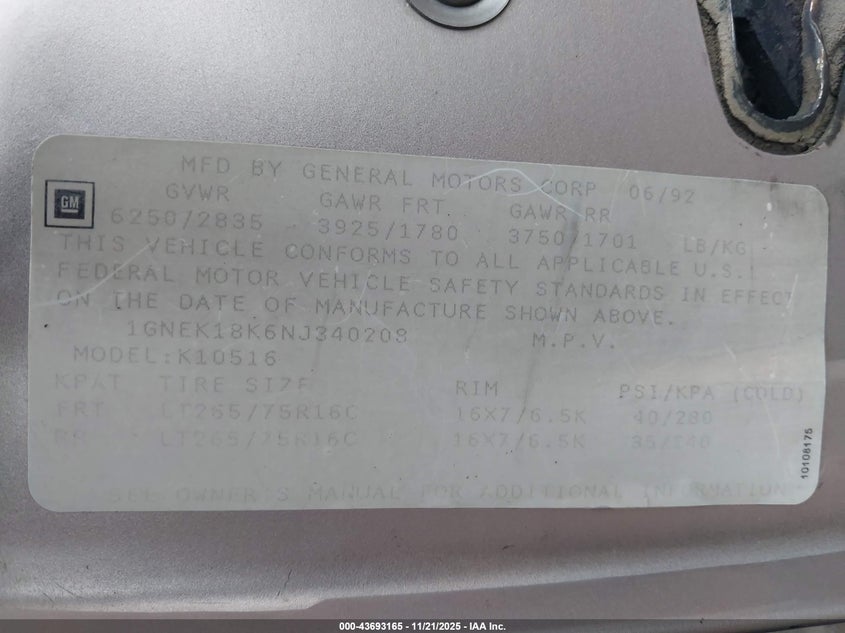 MFD BY GENERAL MOTORS CORP 06/92
GVWR GAWR FRT. GAWR RR
GM
6250/2835 3925/1780 3750/1701 LB/KG
THIS VEHICLE CONFORMS TO ALL APPLICABLE U.S.
FEDERAL MOTOR VEHICLE SAFETY STANDARDS IN EFFECT
ON THE DATE OF MANUFACTURE SHOWN ABOVE.
1GNEK18K6NJ340208 M.P.V.
MODEL:K10516
TIRE SIZE RIM PSI/KPA (COLD)
FRT LT265/75R16C 16X7/6.5K 40/280
RR LT265/75R16C 16X7/6.5K 35/240
SEE OWNER'S MANUAL FOR ADDITIONAL INFORMATION
10108175
000-43693165 - 11/21/2025 - IAA Inc.